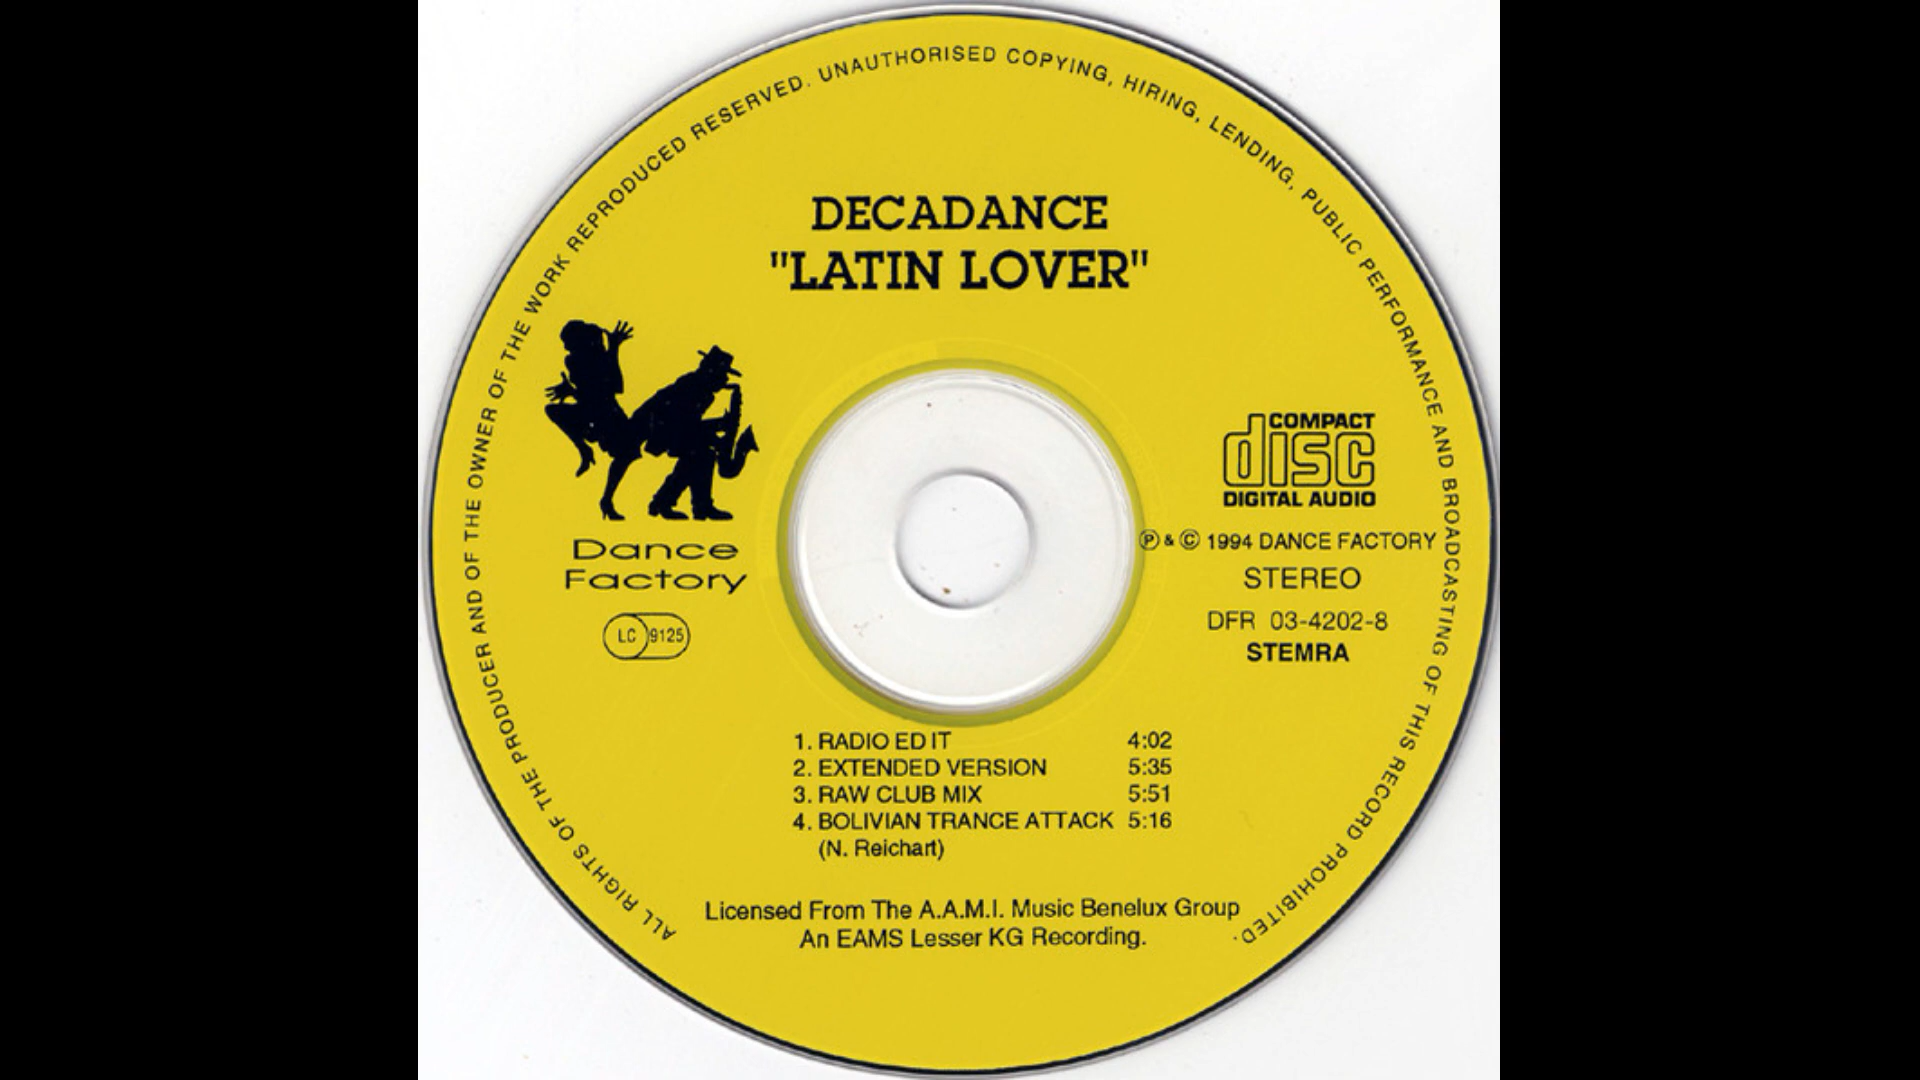 ALL RIGHTS OF THE PRODUCER AND OF THE OWNER OF THE WORK REPRODUCED RESERVED. UNAUTHORISED COPYING, HIRING, LENDING, PUBLIC PERFORMANCE AND BROADCASTING OF THIS RECORD PROHIBITED.
DECADANCE
"LATIN LOVER"
Dance
Factory
LC 9125
COMPACT
disc
DIGITAL AUDIO
Ⓟ & © 1994 DANCE FACTORY
STEREO
DFR 03-4202-8
STEMRA
1. RADIO ED IT 4:02
2. EXTENDED VERSION 5:35
3. RAW CLUB MIX 5:51
4. BOLIVIAN TRANCE ATTACK 5:16
(N. Reichart)
Licensed From The A.A.M.I. Music Benelux Group
An EAMS Lesser KG Recording.